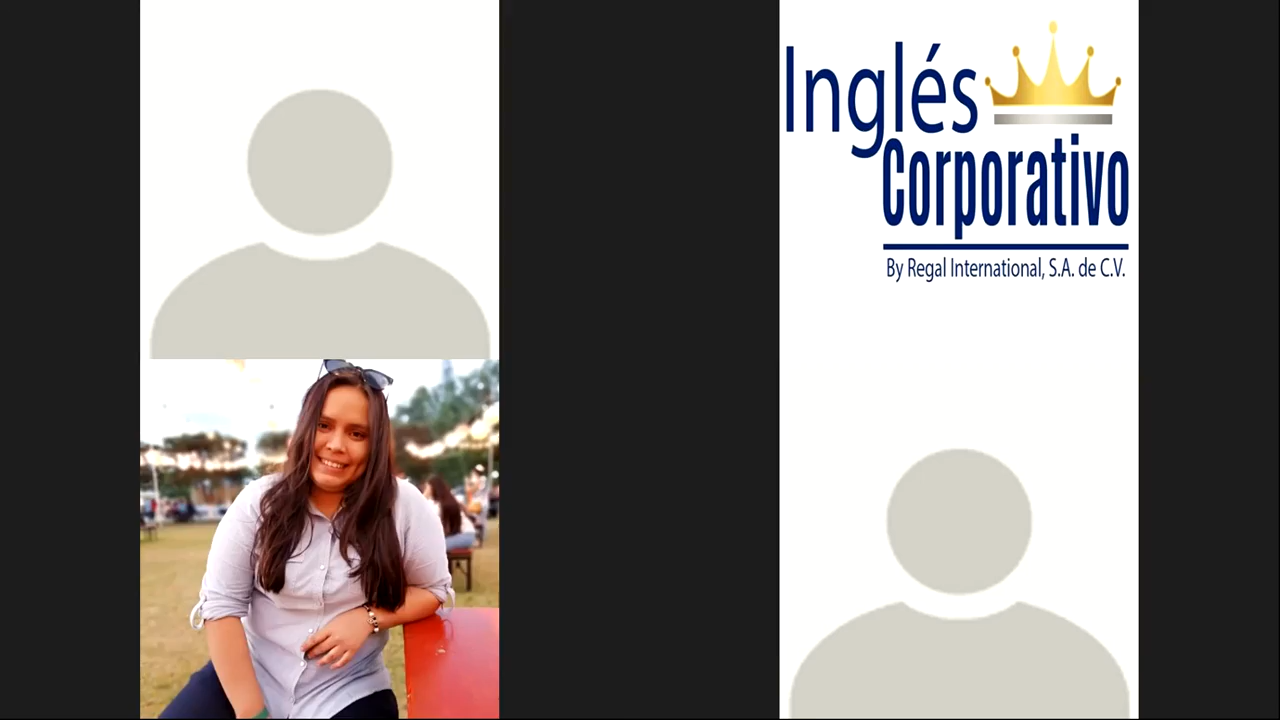 Inglés
Corporativo
By Regal International, S.A. de C.V.